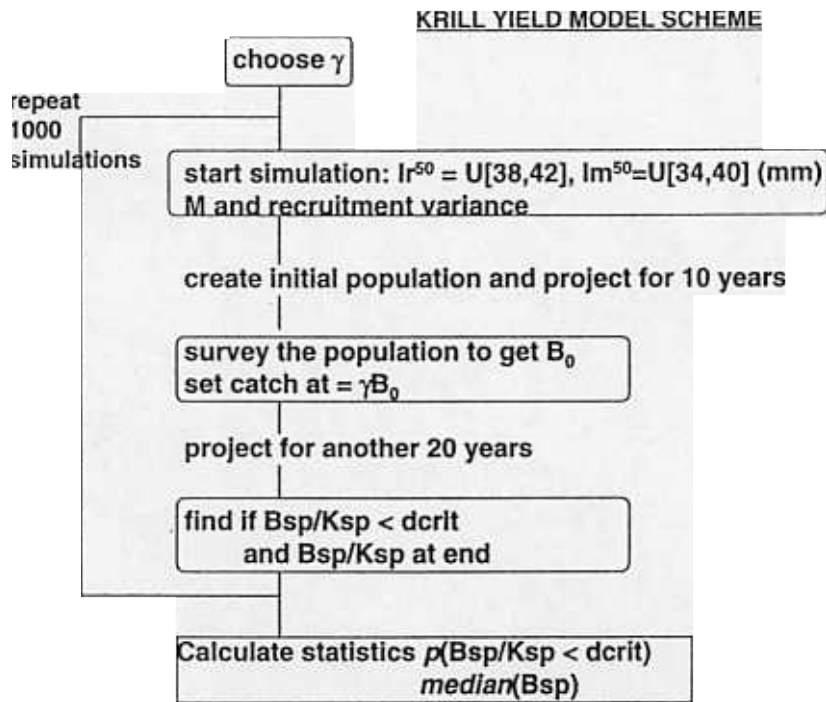 KRILL YIELD MODEL SCHEME
choose γ
repeat
1000
simulations
start simulation: lr⁵⁰ = U[38,42], lm⁵⁰=U[34,40] (mm)
M and recruitment variance
create initial population and project for 10 years
survey the population to get B₀
set catch at = γB₀
project for another 20 years
find if Bsp/Ksp < dcrit
and Bsp/Ksp at end
Calculate statistics p(Bsp/Ksp < dcrit)
median(Bsp)